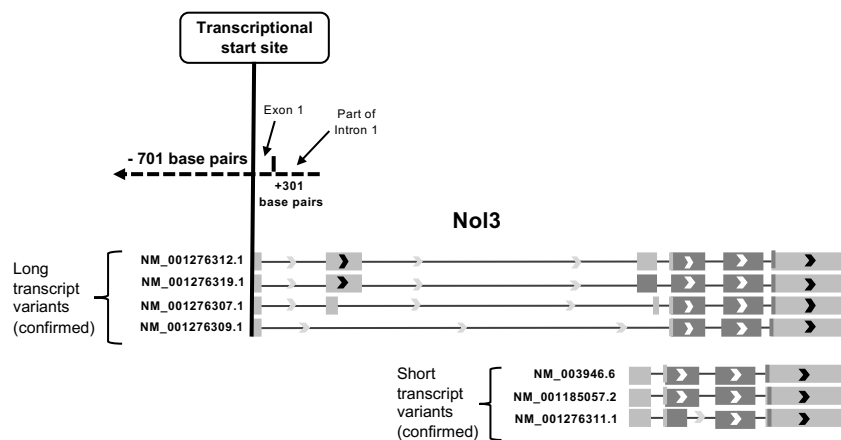 Transcriptional
start site
Exon 1
Part of
Intron 1
- 701 base pairs
+301
base pairs
Nol3
Long
transcript
variants
(confirmed)
NM_001276312.1
NM_001276319.1
NM_001276307.1
NM_001276309.1
Short
transcript
variants
(confirmed)
NM_003946.6
NM_001185057.2
NM_001276311.1